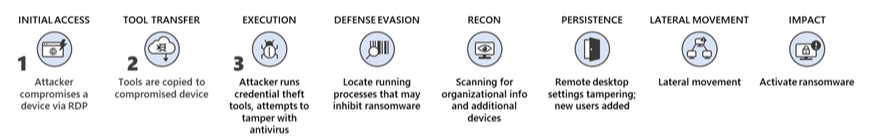 INITIAL ACCESS
TOOL TRANSFER
EXECUTION
DEFENSE EVASION
RECON
PERSISTENCE
LATERAL MOVEMENT
IMPACT
1
2
3
Attacker
compromises a
device via RDP
Tools are copied to
compromised device
Attacker runs
credential theft
tools, attempts to
tamper with
antivirus
Locate running
processes that may
inhibit ransomware
Scanning for
organizational info
and additional
devices
Remote desktop
settings tampering;
new users added
Lateral movement
Activate ransomware